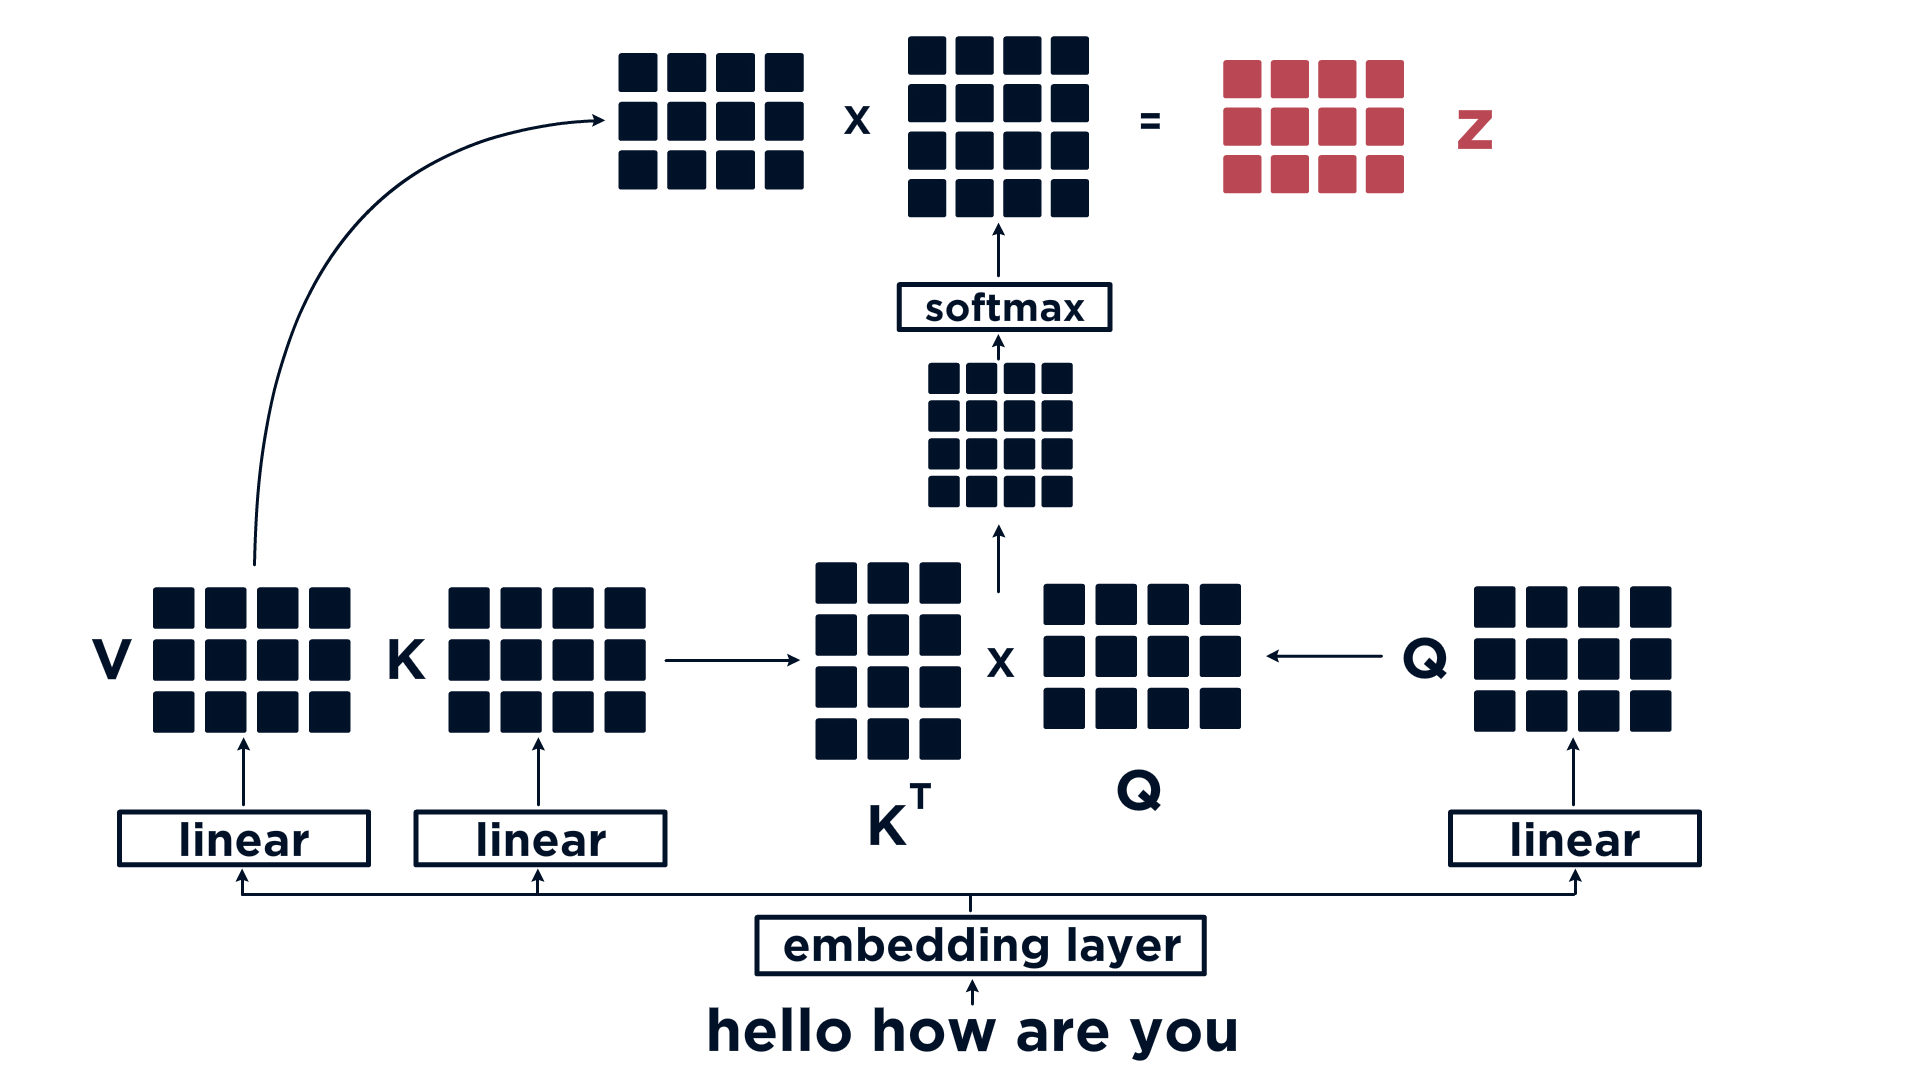 x = z
softmax
V K x Q
K^T Q
linear linear linear
embedding layer
hello how are you